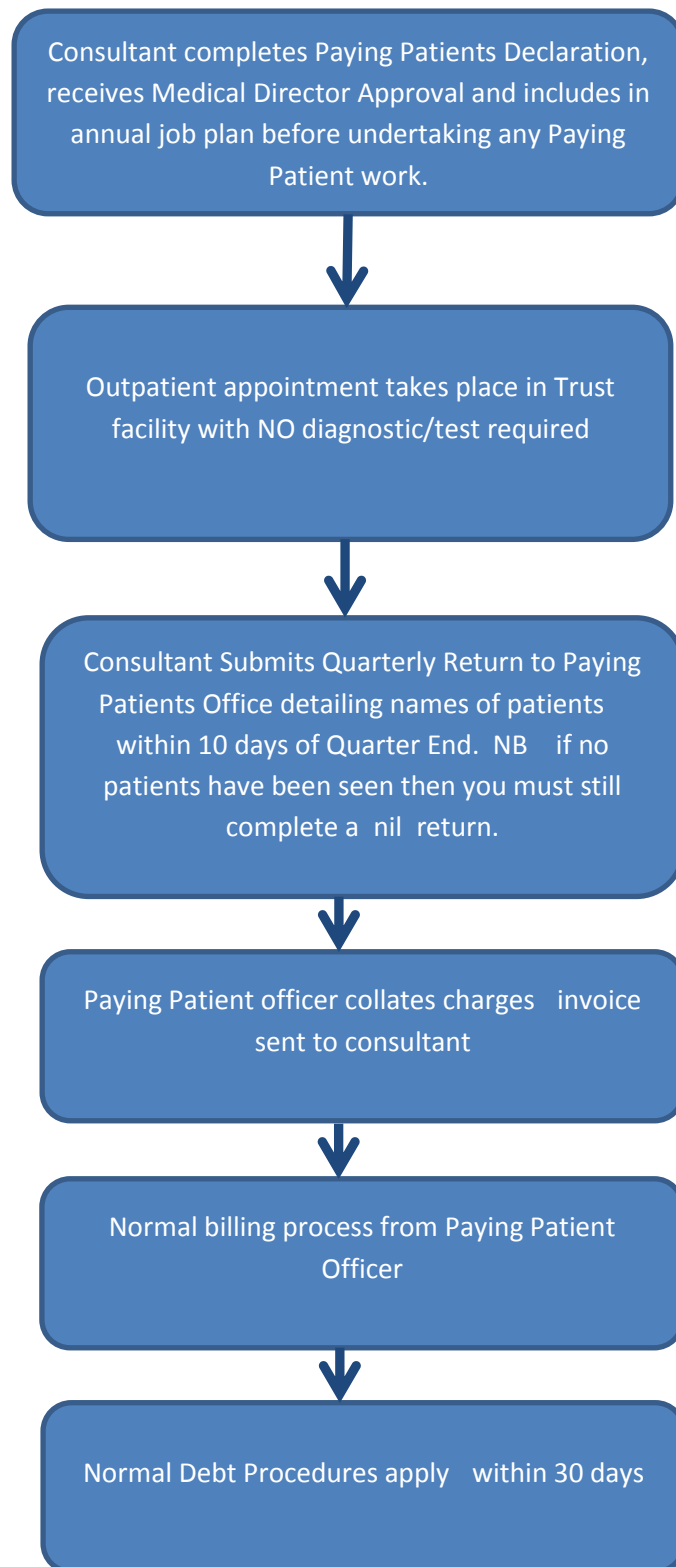 Consultant completes Paying Patients Declaration,
receives Medical Director Approval and includes in
annual job plan before undertaking any Paying
Patient work.
Outpatient appointment takes place in Trust
facility with NO diagnostic/test required
Consultant Submits Quarterly Return to Paying
Patients Office detailing names of patients
within 10 days of Quarter End. NB if no
patients have been seen then you must still
complete a nil return.
Paying Patient officer collates charges invoice
sent to consultant
Normal billing process from Paying Patient
Officer
Normal Debt Procedures apply within 30 days